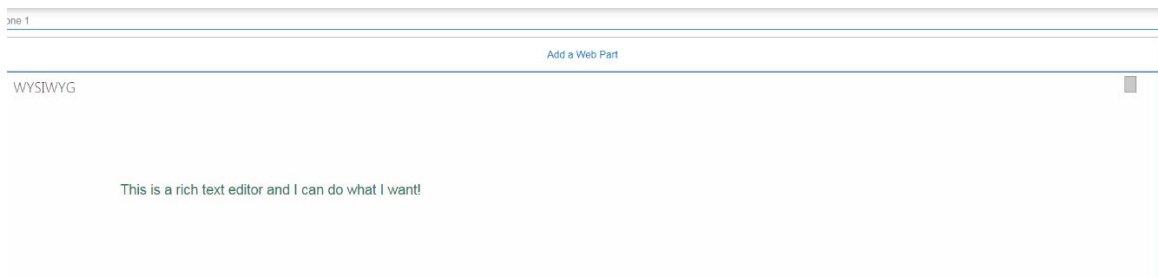 one 1
Add a Web Part
WYSIWYG
This is a rich text editor and I can do what I want!